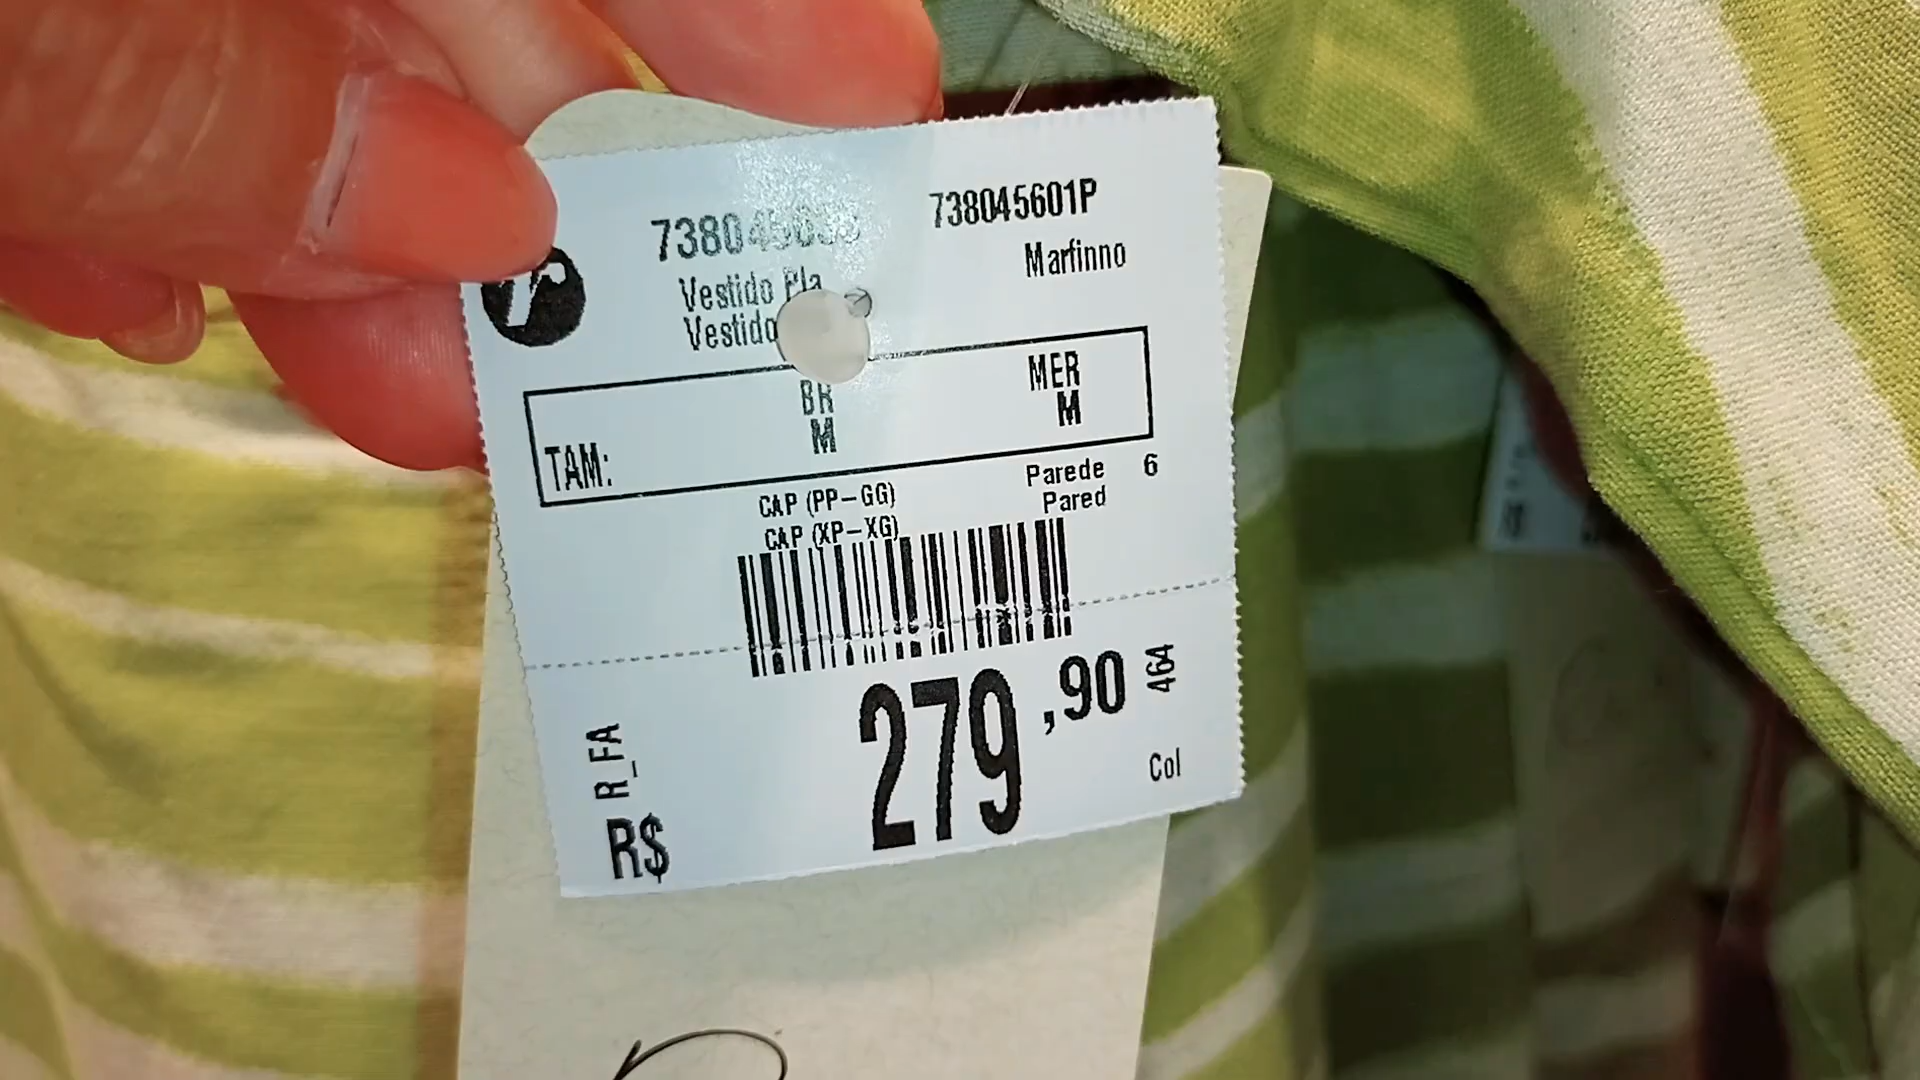 738045601P
Marfinno
Vestido
Vestido
BR MER
TAM: M M
CAP (PP-GG) Parede 6
CAP (XP-XG) Pared
R_FA
R$ 279,90
464
Col